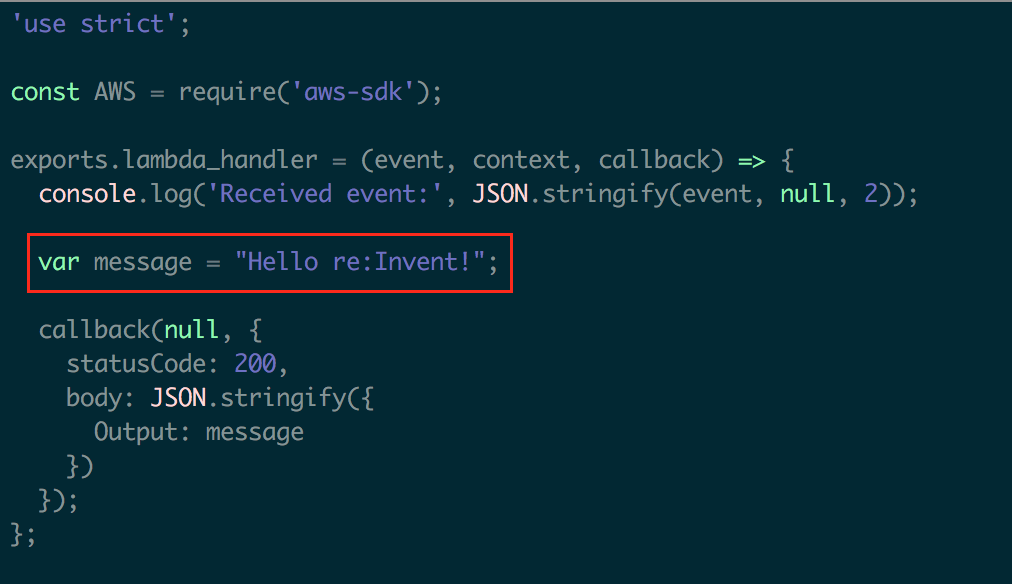 'use strict';
const AWS = require('aws-sdk');
exports.lambda_handler = (event, context, callback) => {
console.log('Received event:', JSON.stringify(event, null, 2));
var message = "Hello re:Invent!";
callback(null, {
statusCode: 200,
body: JSON.stringify({
Output: message
})
});
};